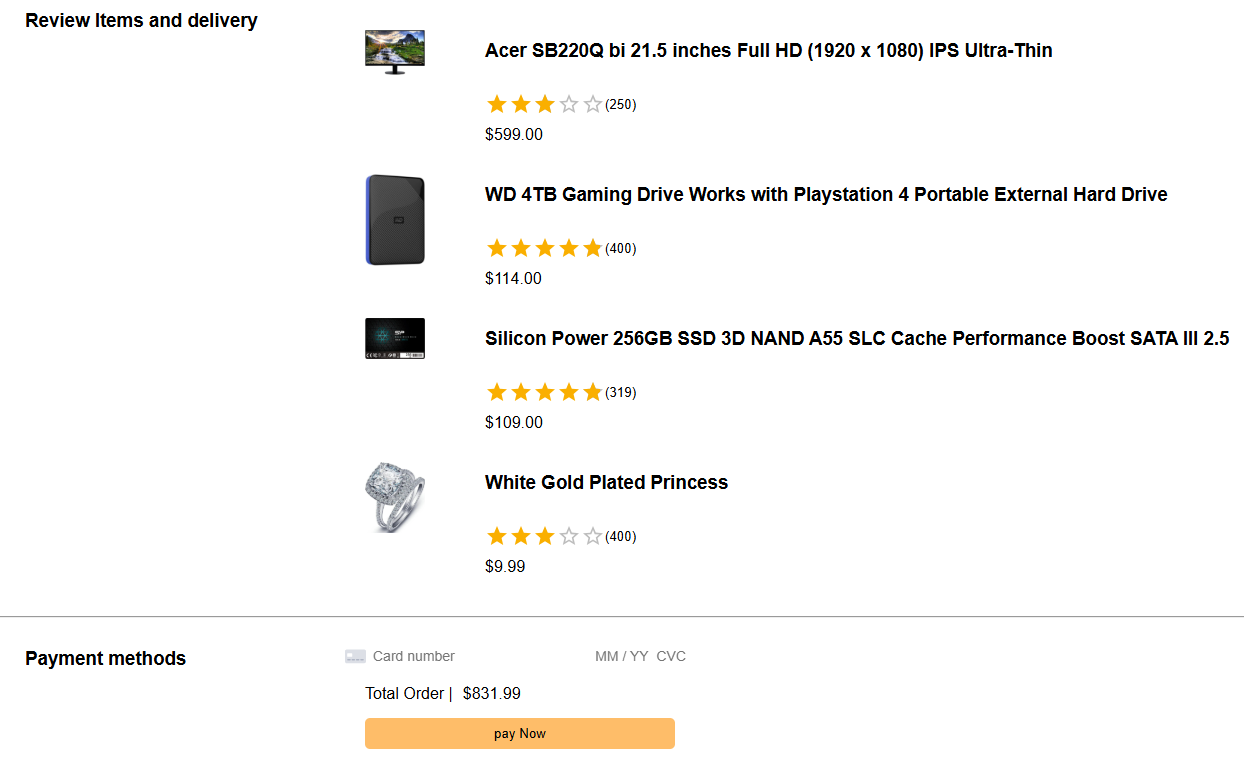 Review Items and delivery
Acer SB220Q bi 21.5 inches Full HD (1920 x 1080) IPS Ultra-Thin
(250)
$599.00
WD 4TB Gaming Drive Works with Playstation 4 Portable External Hard Drive
(400)
$114.00
Silicon Power 256GB SSD 3D NAND A55 SLC Cache Performance Boost SATA III 2.5
(319)
$109.00
White Gold Plated Princess
(400)
$9.99
Payment methods
Card number MM / YY CVC
Total Order | $831.99
pay Now